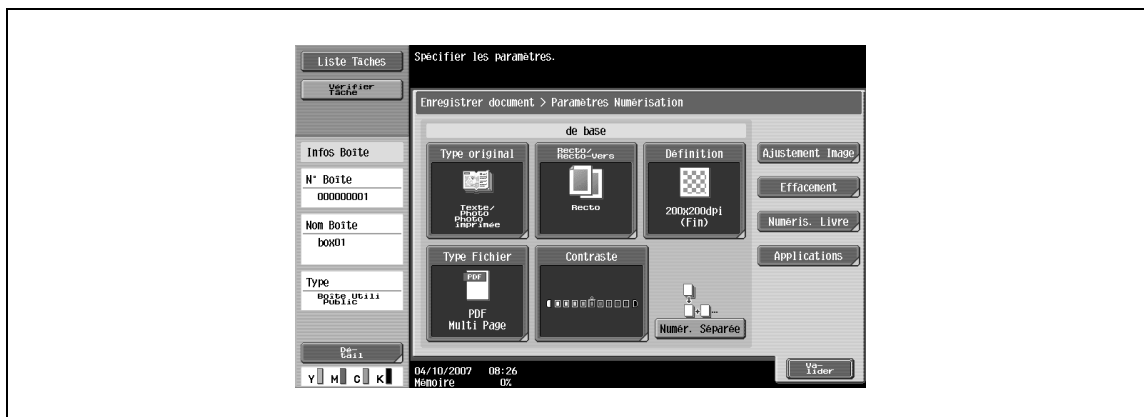 Liste Tâches
Vérifier
Tâche
Spécifier les paramètres.
Enregistrer document > Paramètres Numérisation
de base
Infos Boîte
N° Boîte
000000001
Nom Boîte
box01
Type
Boîte Utili
Public
Dé-
tail
Y M C K
Type original
Texte/
Photo
Photo
imprimée
Recto/
Recto-Vers
Recto
Définition
200x200dpi
(Fin)
Type Fichier
PDF
PDF
Multi Page
Contraste
Numér. Séparée
Ajustement Image
Effacement
Numéris. Livre
Applications
04/10/2007 08:26
Mémoire 0%
Va-
lider